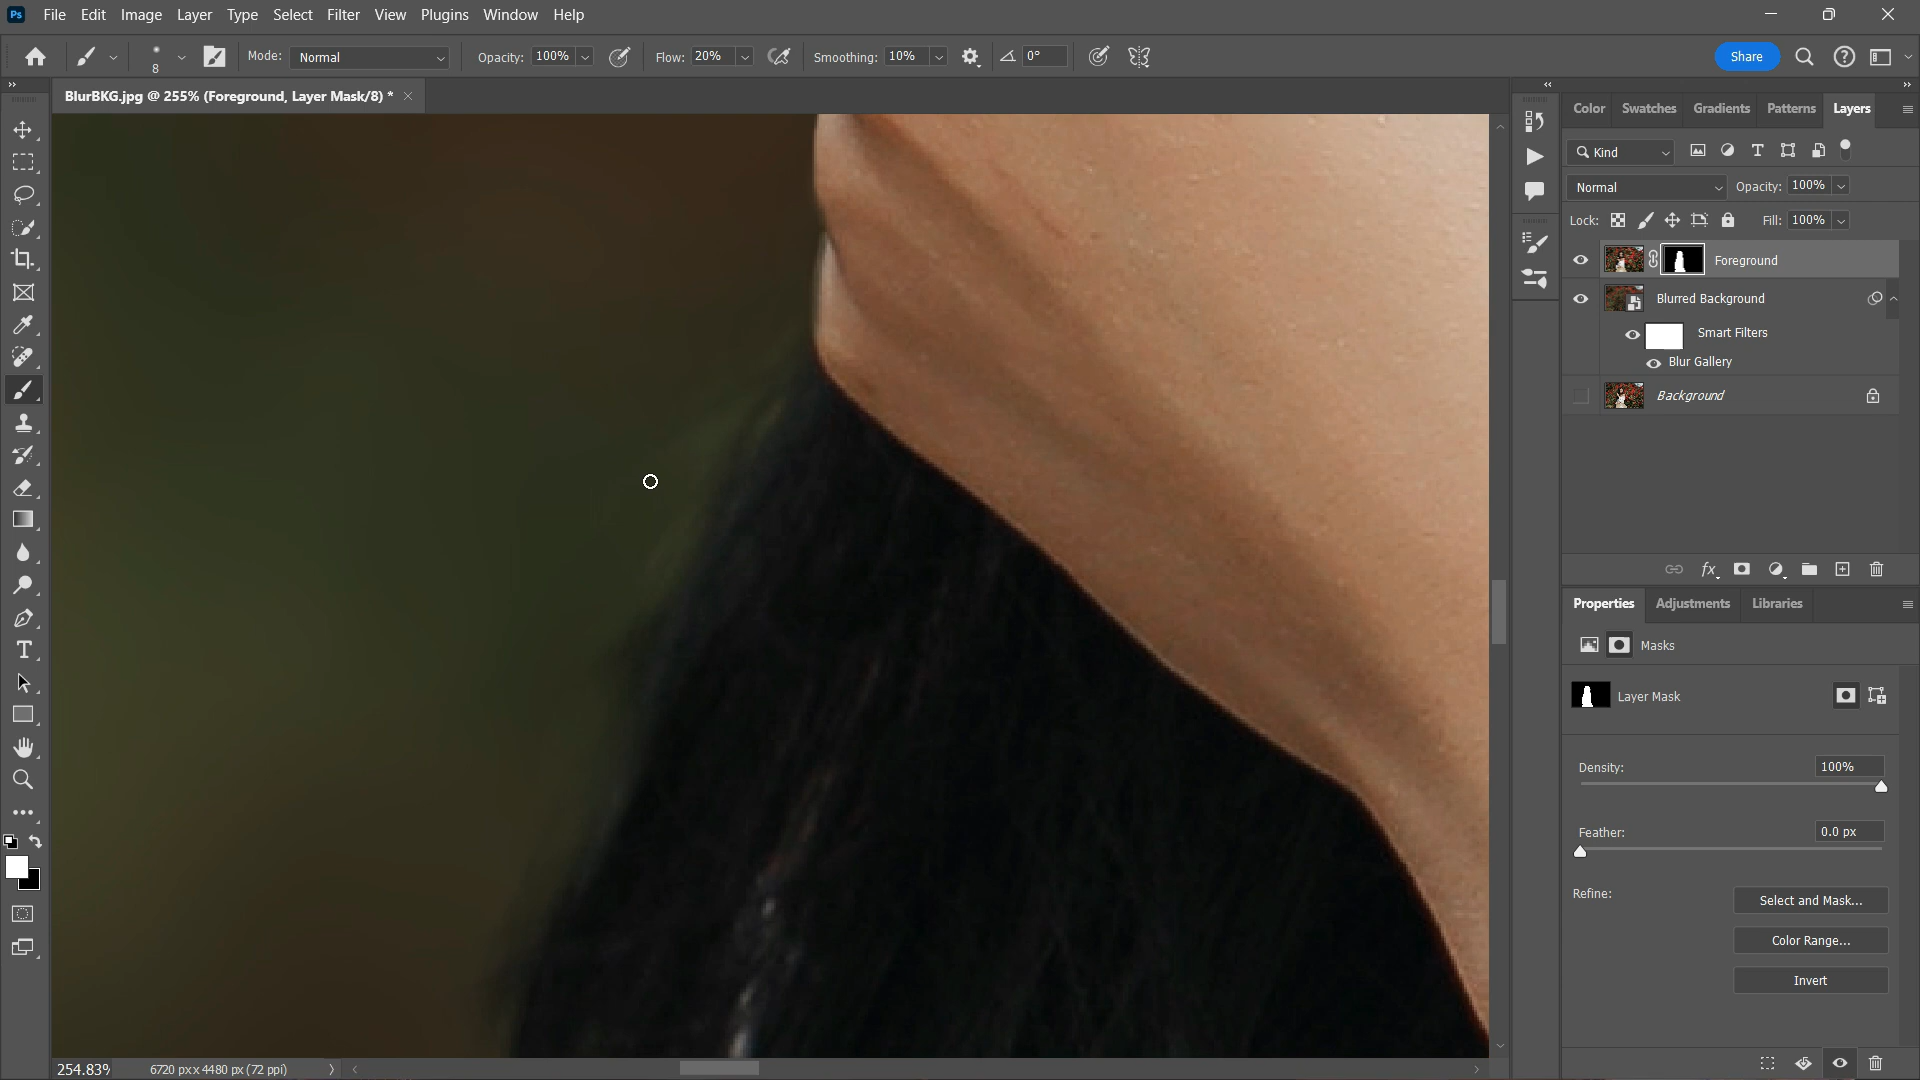 Ps File Edit Image Layer Type Select Filter View Plugins Window Help
8 Mode: Normal Opacity: 100% Flow: 20% Smoothing: 10% 0° Share
BlurBKG.jpg @ 255% (Foreground, Layer Mask/8) *
Color Swatches Gradients Patterns Layers
Kind
Normal Opacity: 100%
Lock: Fill: 100%
Foreground
Blurred Background
Smart Filters
Blur Gallery
Background
fx
Properties Adjustments Libraries
Masks
Layer Mask
Density: 100%
Feather: 0.0 px
Refine: Select and Mask...
Color Range...
Invert
254.83% 6720 px x 4480 px (72 ppi)